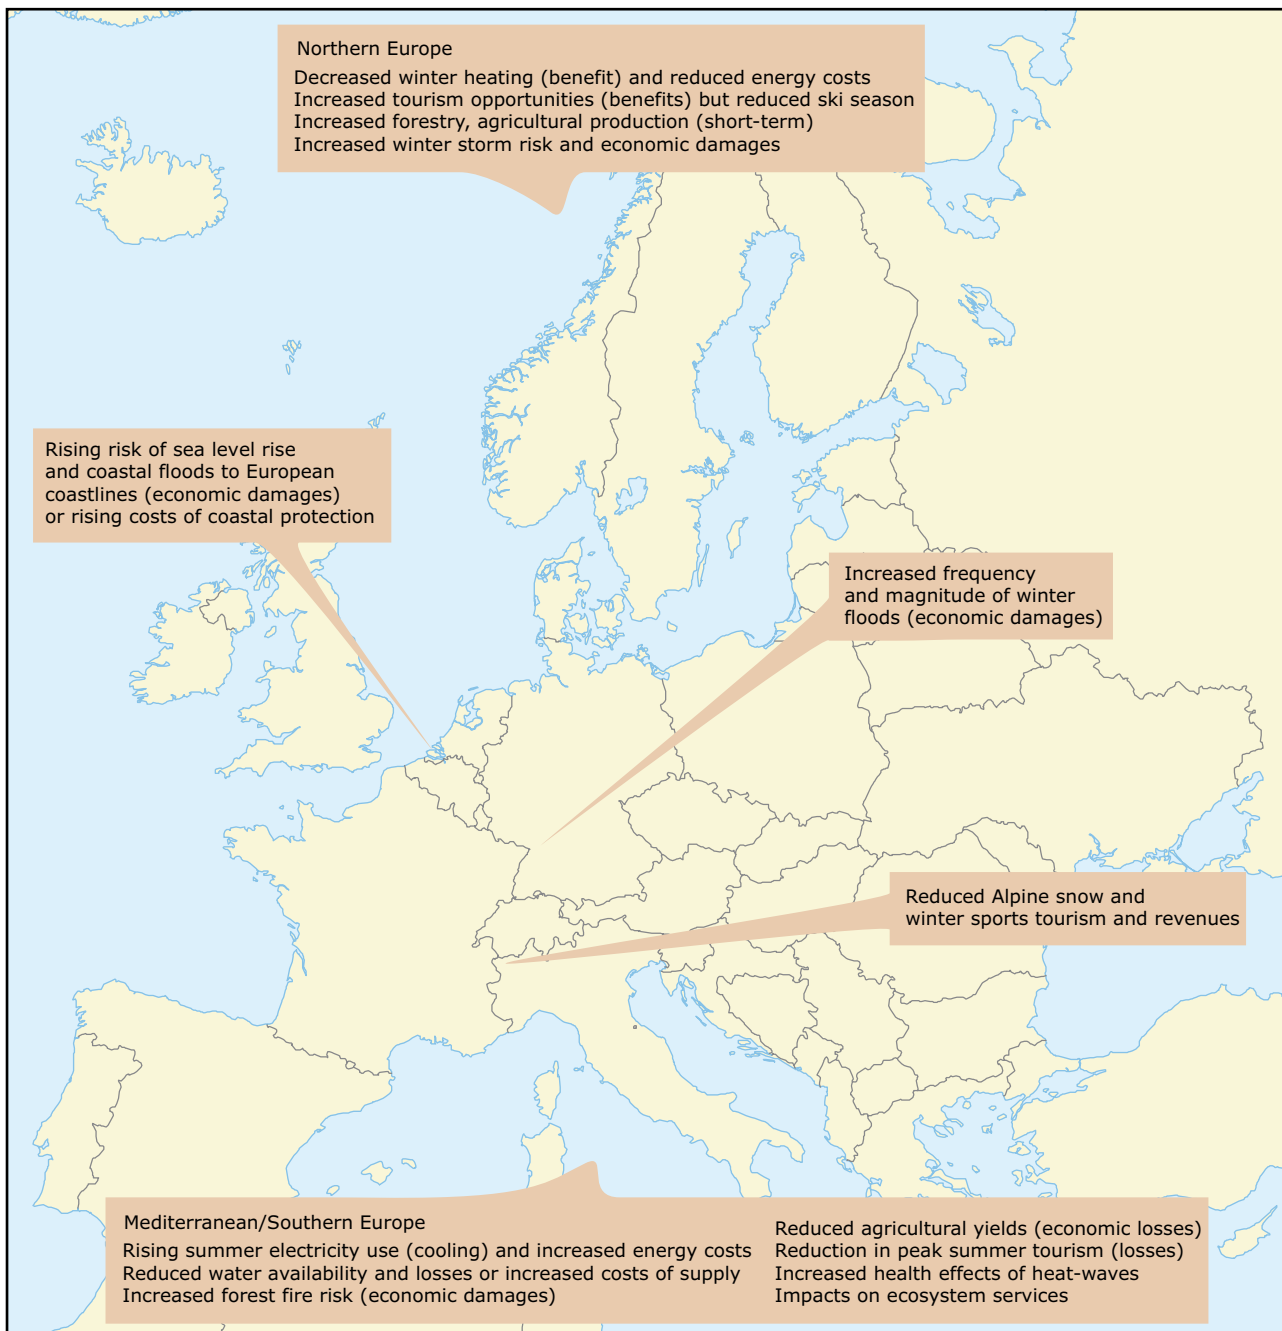 Northern Europe
Decreased winter heating (benefit) and reduced energy costs
Increased tourism opportunities (benefits) but reduced ski season
Increased forestry, agricultural production (short-term)
Increased winter storm risk and economic damages
Rising risk of sea level rise
and coastal floods to European
coastlines (economic damages)
or rising costs of coastal protection
Increased frequency
and magnitude of winter
floods (economic damages)
Reduced Alpine snow and
winter sports tourism and revenues
Mediterranean/Southern Europe
Rising summer electricity use (cooling) and increased energy costs
Reduced water availability and losses or increased costs of supply
Increased forest fire risk (economic damages)
Reduced agricultural yields (economic losses)
Reduction in peak summer tourism (losses)
Increased health effects of heat-waves
Impacts on ecosystem services